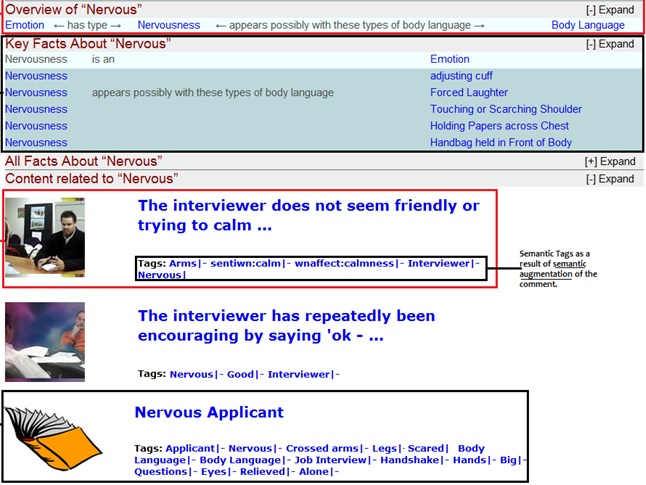 Overview of “Nervous” [-] Expand
Emotion ← has type → Nervousness ← appears possibly with these types of body language → Body Language
Key Facts About “Nervous” [-] Expand
Nervousness is an Emotion
Nervousness adjusting cuff
Nervousness appears possibly with these types of body language Forced Laughter
Nervousness Touching or Scarching Shoulder
Nervousness Holding Papers across Chest
Nervousness Handbag held in Front of Body
All Facts About “Nervous” [+] Expand
Content related to “Nervous” [-] Expand
The interviewer does not seem friendly or
trying to calm ...
Tags: Arms|- sentiwn:calm|- wnaffect:calmness|- Interviewer|-
Nervous|
Semantic Tags as a
result of semantic
augmentation of the
comment.
The interviewer has repeatedly been
encouraging by saying 'ok - ...
Tags: Nervous|- Good|- Interviewer|-
Nervous Applicant
Tags: Applicant|- Nervous|- Crossed arms|- Legs|- Scared| Body
Language|- Body Language|- Job Interview|- Handshake|- Hands|- Big|-
Questions|- Eyes|- Relieved|- Alone|-